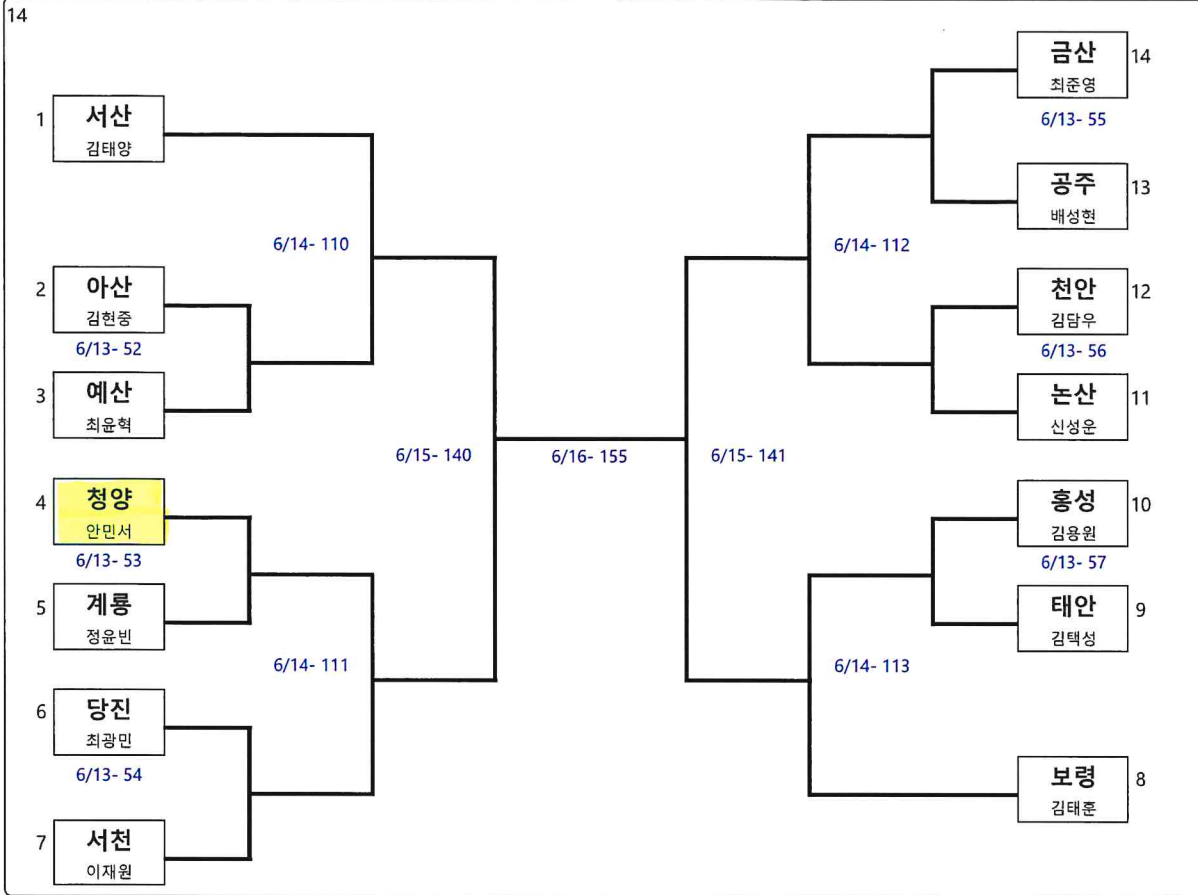 14
1
서산
김태양
2
아산
김현중
6/13- 52
3
예산
최윤혁
4
청양
안민서
6/13- 53
5
계룡
정윤빈
6
당진
최광민
6/13- 54
7
서천
이재원
6/14- 110
6/14- 111
6/15- 140
6/16- 155
6/15- 141
6/14- 112
6/14- 113
금산
14
최준영
6/13- 55
공주
13
배성현
천안
12
김담우
6/13- 56
논산
11
신성운
홍성
10
김용원
6/13- 57
태안
9
김택성
보령
8
김태훈